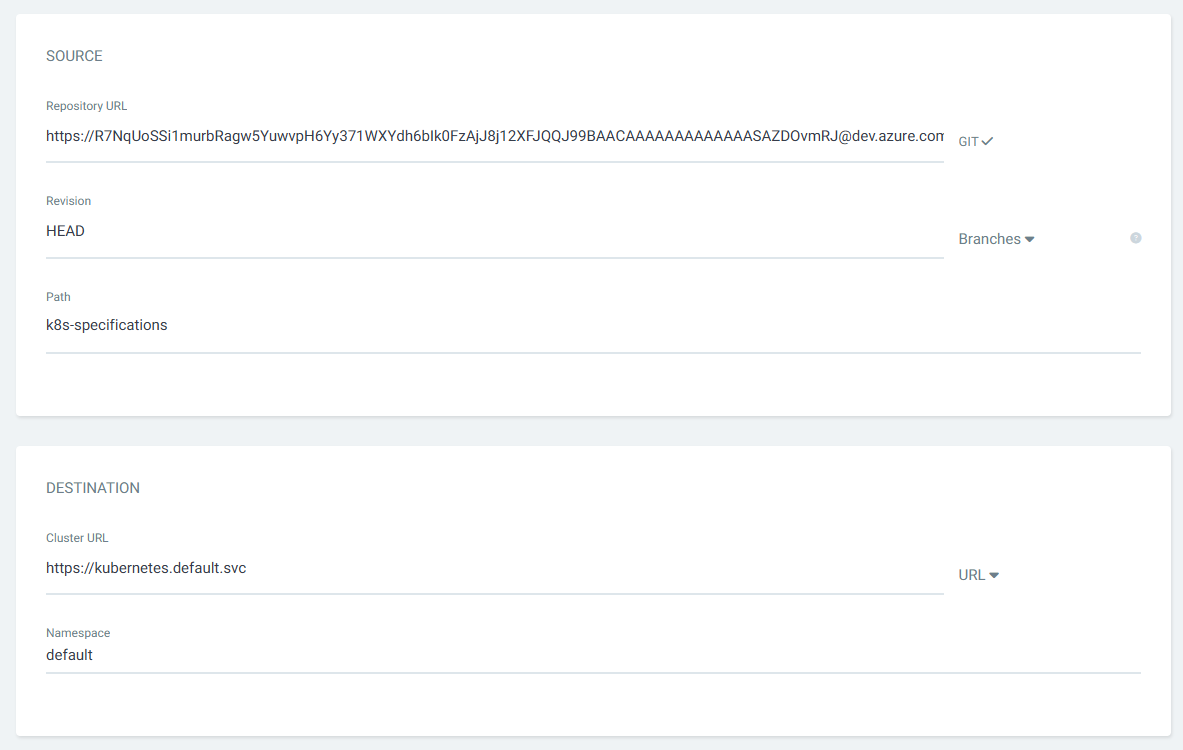 SOURCE
Repository URL
https://R7NqUoSSi1murbRagw5YuwvpH6Yy371WXYdh6bIk0FzAjJ8j12XFJQQJ99BAACAAAAAAAAAAAAASAZDOvmRJ@dev.azure.com
GIT
Revision
HEAD
Branches
?
Path
k8s-specifications
DESTINATION
Cluster URL
https://kubernetes.default.svc
URL
Namespace
default